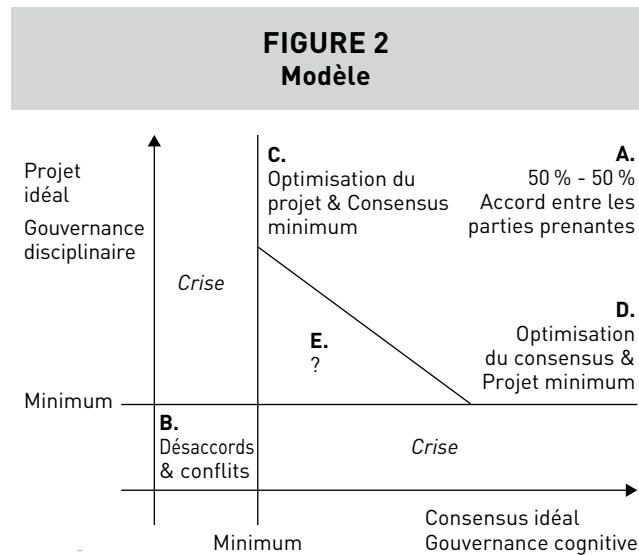 FIGURE 2
Modèle
Projet
idéal
Gouvernance
disciplinaire
Crise
C.
Optimisation du
projet & Consensus
minimum
A.
50 % - 50 %
Accord entre les
parties prenantes
E.
?
D.
Optimisation
du consensus &
Projet minimum
Minimum
B.
Désaccords
& conflits
Crise
Minimum
Consensus idéal
Gouvernance cognitive